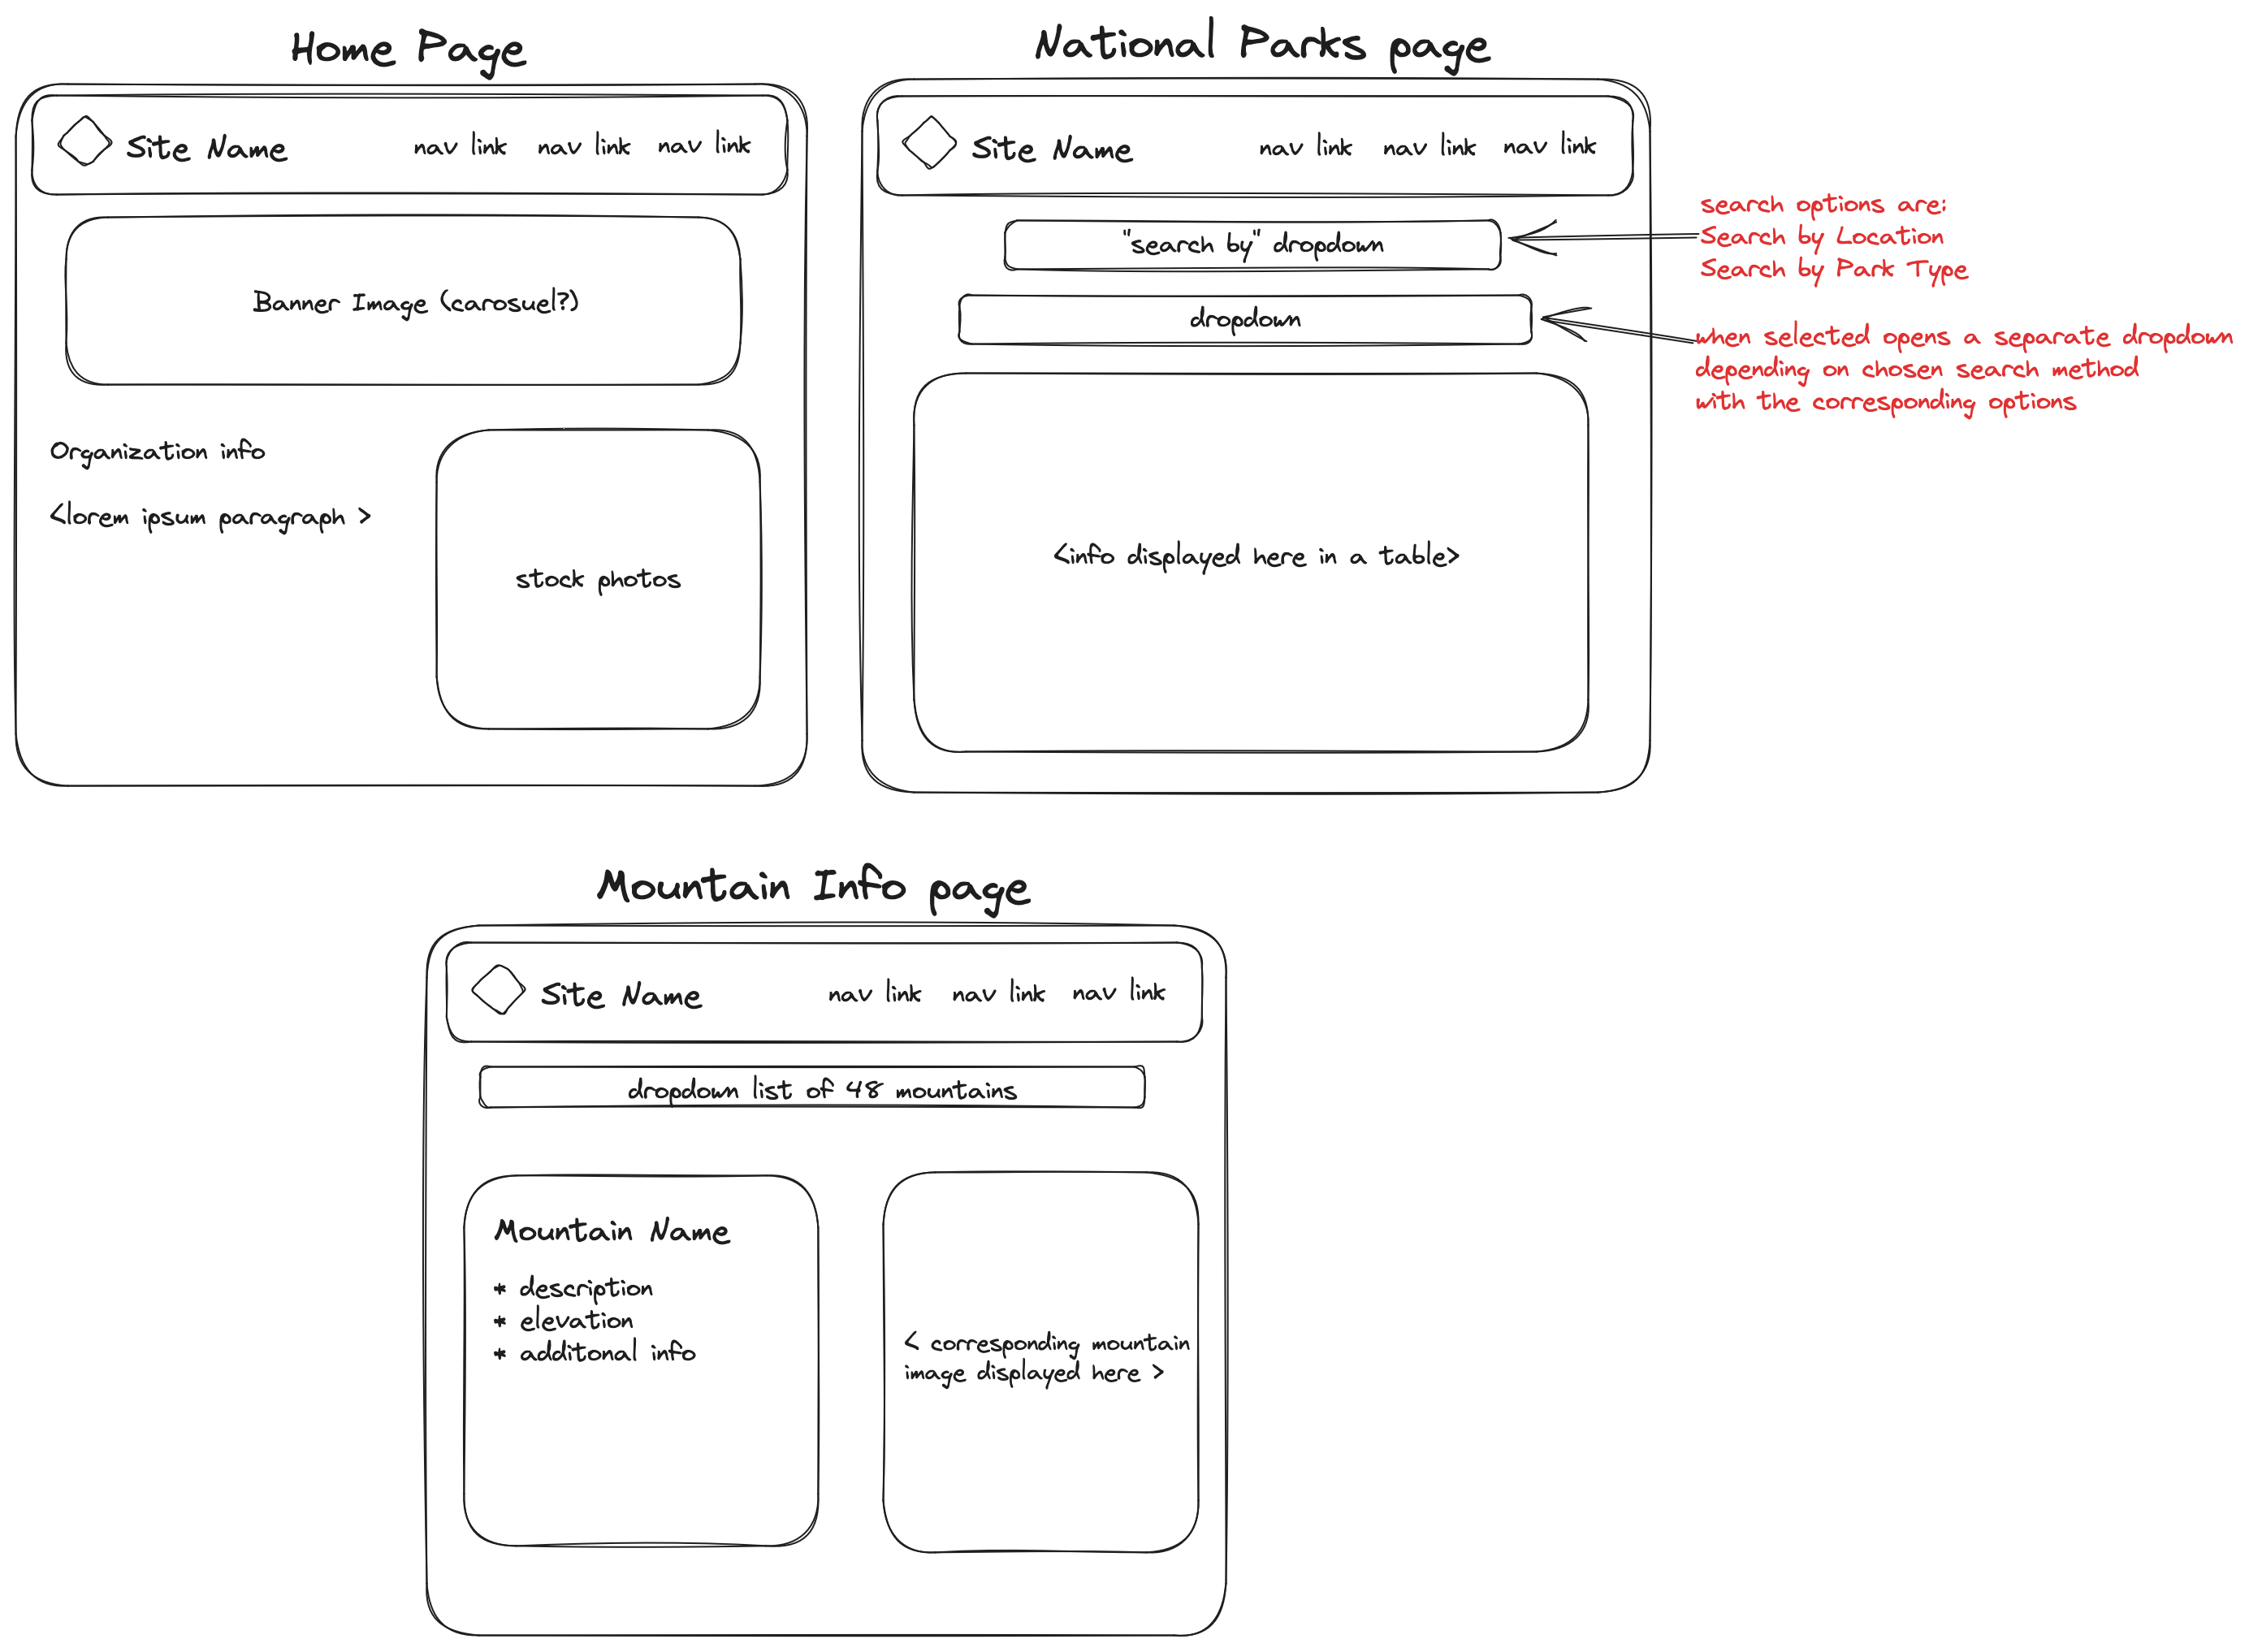 Home Page
Site Name
nav link nav link nav link
Banner Image (carosuel?)
Organization info
<lorem ipsum paragraph >
stock photos
National Parks page
Site Name
nav link nav link nav link
"search by" dropdown
dropdown
<info displayed here in a table>
search options are:
Search by Location
Search by Park Type
when selected opens a separate dropdown
depending on chosen search method
with the corresponding options
Mountain Info page
Site Name
nav link nav link nav link
dropdown list of 48 mountains
Mountain Name
* description
* elevation
* additonal info
< corresponding mountain
image displayed here >